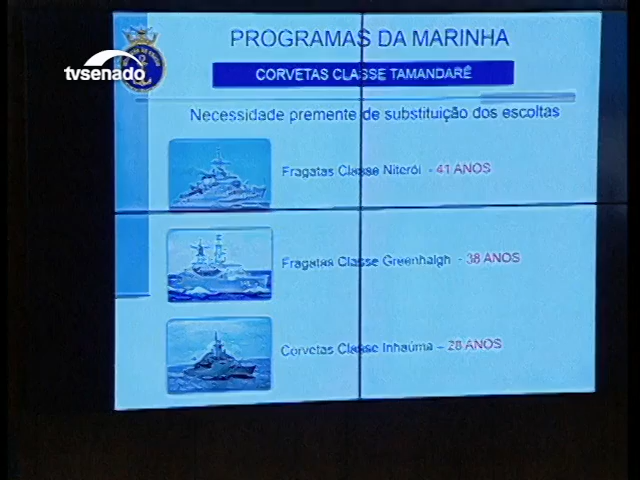 PROGRAMAS DA MARINHA
tvsenado
CORVETAS CLASSE TAMANDARÉ
Necessidade premente de substituição dos escoltas
Fragatas Classe Niterói - 41 ANOS
Fragatas Classe Greenhalgh - 38 ANOS
Corvetas Classe Inhaúma – 28 ANOS